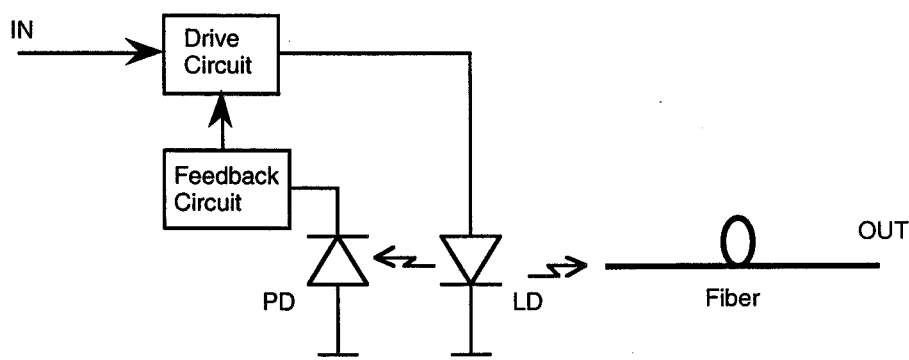 IN
Drive
Circuit
Feedback
Circuit
OUT
PD
LD
Fiber